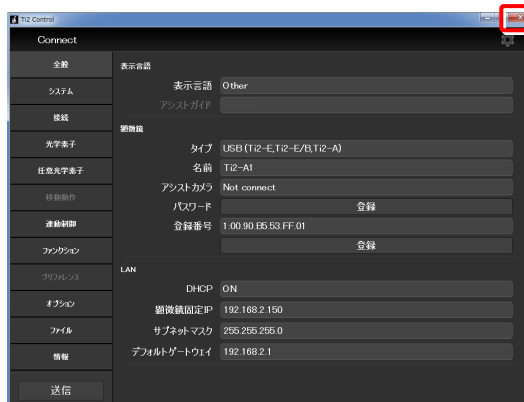 Ti2 Control
Connect
全般
システム
接続
光学素子
任意光学素子
移動動作
連動制御
ファンクション
プリファレンス
オプション
ファイル
情報
送信
表示言語
表示言語 Other
アシストガイド
顕微鏡
タイプ USB(Ti2-E,Ti2-E/B,Ti2-A)
名前 Ti2-A1
アシストカメラ Not connect
パスワード 登録
登録番号 1:00.90.B5.53.FF.01
登録
LAN
DHCP ON
顕微鏡固定IP 192.168.2.150
サブネットマスク 255.255.255.0
デフォルトゲートウェイ 192.168.2.1